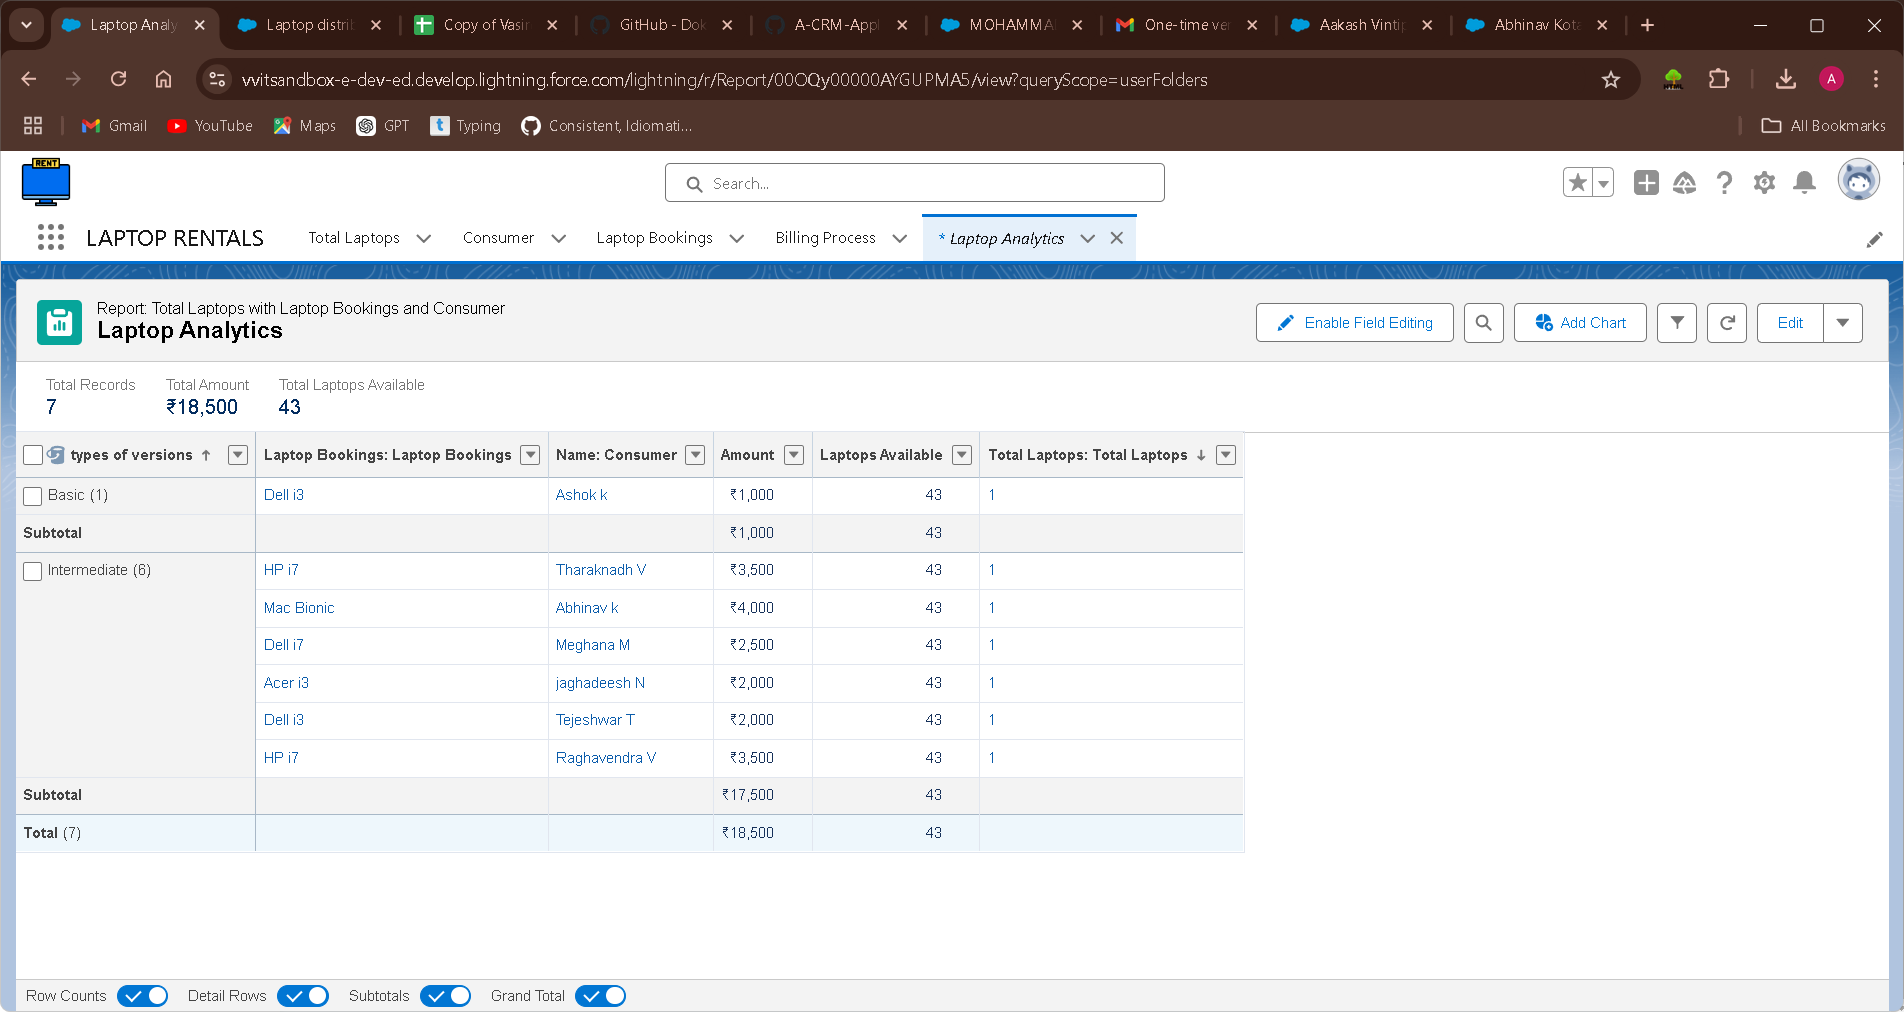 Laptop Analy
Laptop distrib
Copy of Vasir
GitHub - Dok
A-CRM-Appl
MOHAMMA
One-time ver
Aakash Vintip
Abhinav Kota
vvitsandbox-e-dev-ed.develop.lightning.force.com/lightning/r/Report/00OQy00000AYGUPMA5/view?queryScope=userFolders
A
Gmail
YouTube
Maps
GPT
Typing
Consistent, Idiomati...
All Bookmarks
RENT
Search...
LAPTOP RENTALS
Total Laptops
Consumer
Laptop Bookings
Billing Process
* Laptop Analytics
Report: Total Laptops with Laptop Bookings and Consumer
Laptop Analytics
Enable Field Editing
Add Chart
Edit
Total Records Total Amount Total Laptops Available
7 ₹18,500 43
types of versions ↑ Laptop Bookings: Laptop Bookings Name: Consumer Amount Laptops Available Total Laptops: Total Laptops ↓
Basic (1) Dell i3 Ashok k ₹1,000 43 1
Subtotal ₹1,000 43
Intermediate (6) HP i7 Tharaknadh V ₹3,500 43 1
Mac Bionic Abhinav k ₹4,000 43 1
Dell i7 Meghana M ₹2,500 43 1
Acer i3 jaghadeesh N ₹2,000 43 1
Dell i3 Tejeshwar T ₹2,000 43 1
HP i7 Raghavendra V ₹3,500 43 1
Subtotal ₹17,500 43
Total (7) ₹18,500 43
Row Counts Detail Rows Subtotals Grand Total